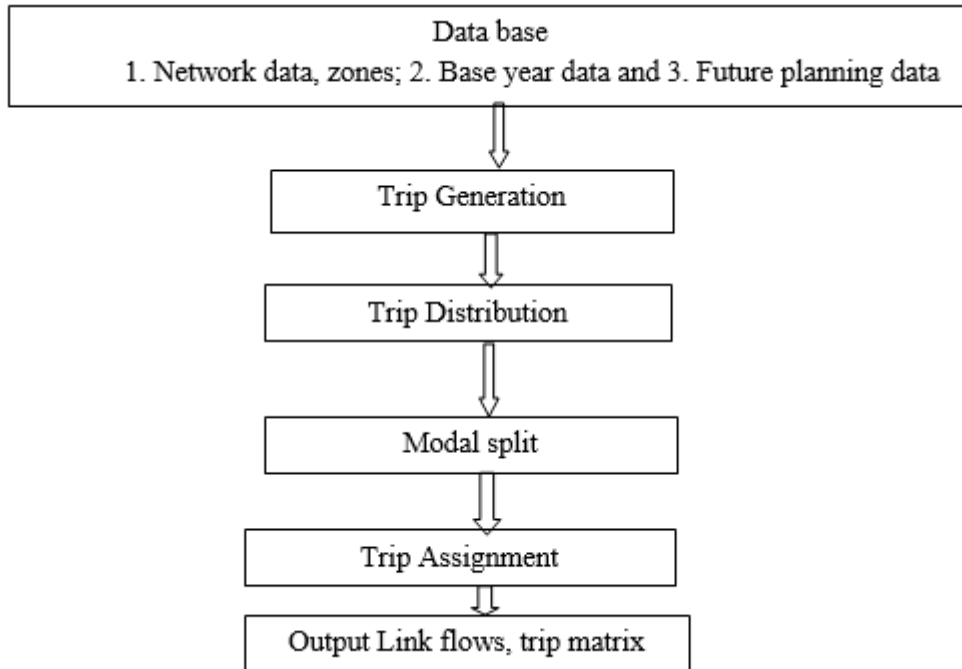 Data base
1. Network data, zones; 2. Base year data and 3. Future planning data
Trip Generation
Trip Distribution
Modal split
Trip Assignment
Output Link flows, trip matrix